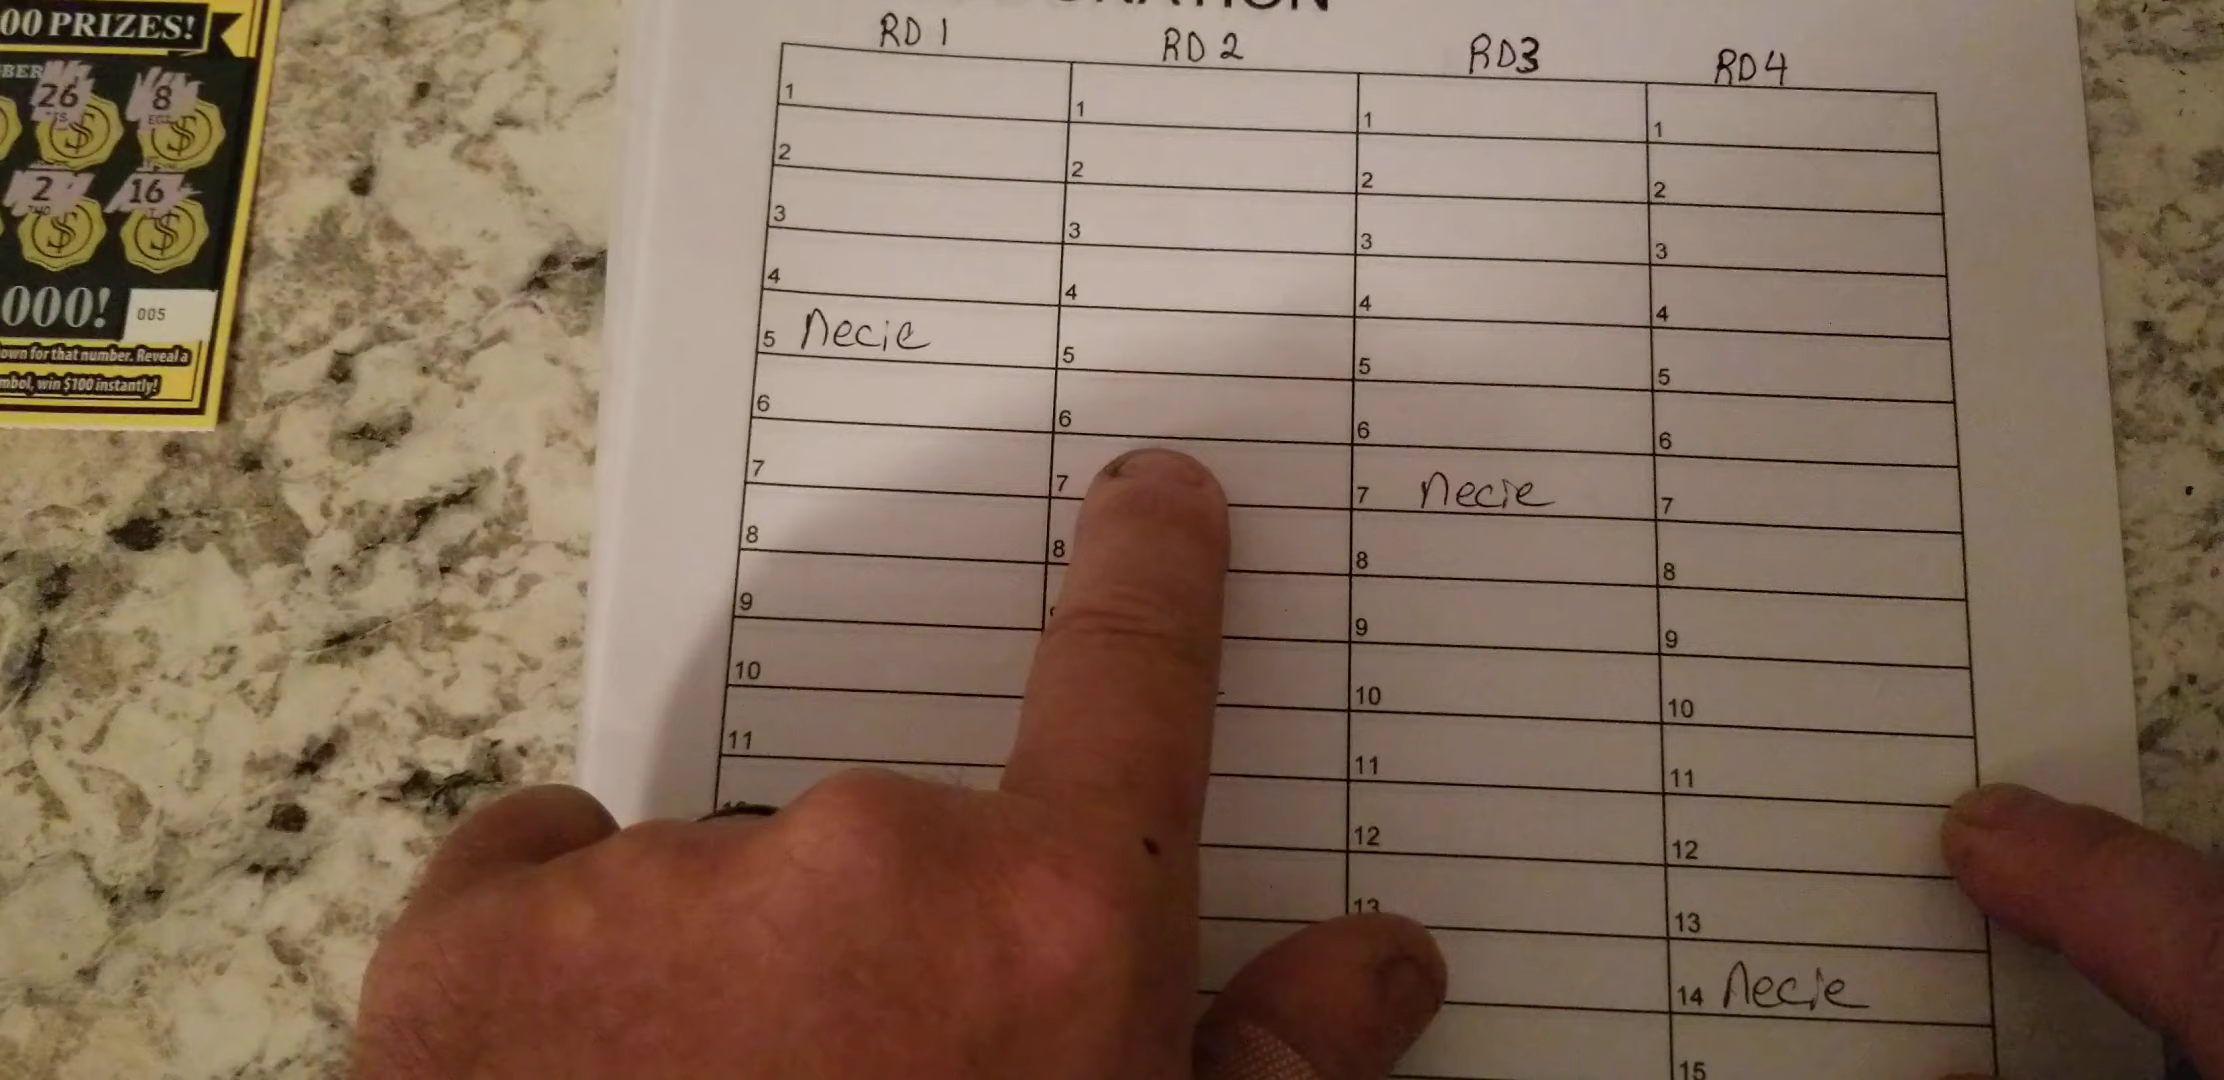 00 PRIZES!
BER
26
8
2
16
TWO
000!
005
own for that number. Reveal a
mbol, win $100 instantly!
RD 1 RD 2 RD3 RD4
1 1 1 1
2 2 2 2
3 3 3 3
4 4 4 4
5 Necie 5 5 5
6 6 6 6
7 7 7 Necie 7
8 8 8 8
9 9 9
10 10 10
11 11 11
12 12
13 13
14 Necie
15